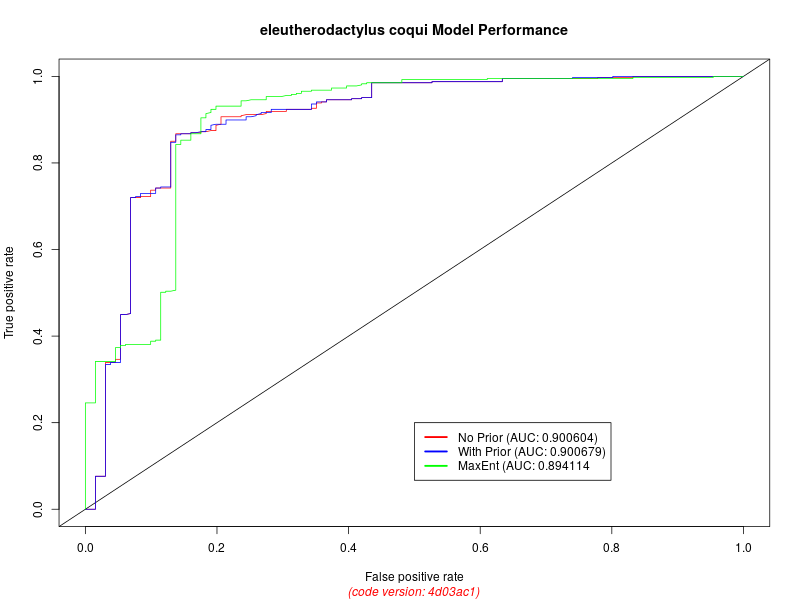 eleutherodactylus coqui Model Performance
True positive rate
1.0
0.8
0.6
0.4
0.2
0.0
No Prior (AUC: 0.900604)
With Prior (AUC: 0.900679)
MaxEnt (AUC: 0.894114
0.0 0.2 0.4 0.6 0.8 1.0
False positive rate
(code version: 4d03ac1)